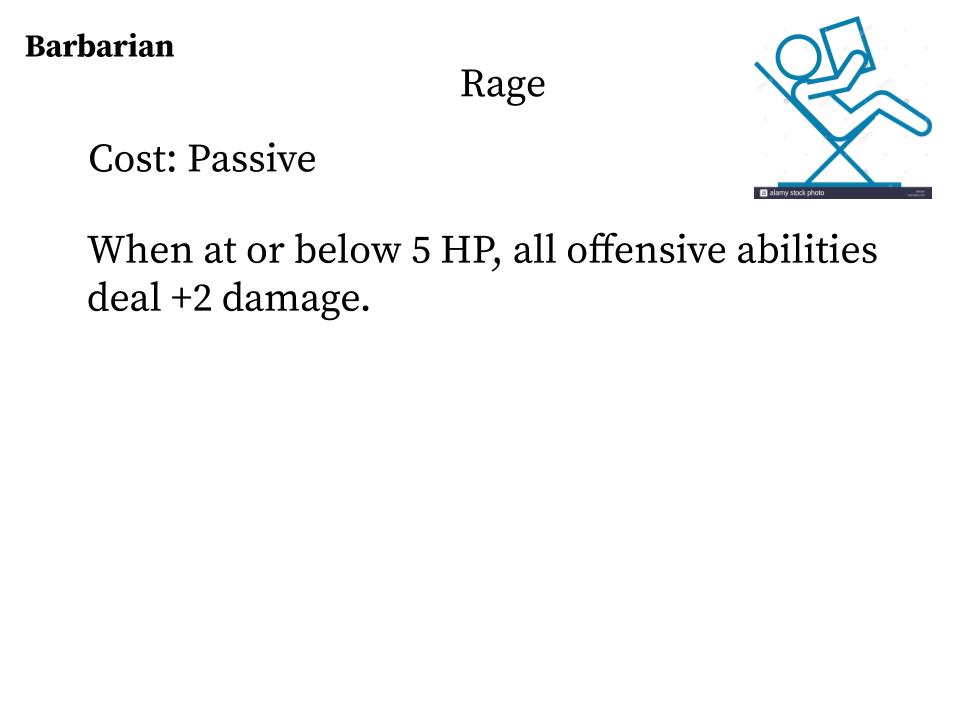 Barbarian
Rage
Cost: Passive
When at or below 5 HP, all offensive abilities
deal +2 damage.
alamy stock photo